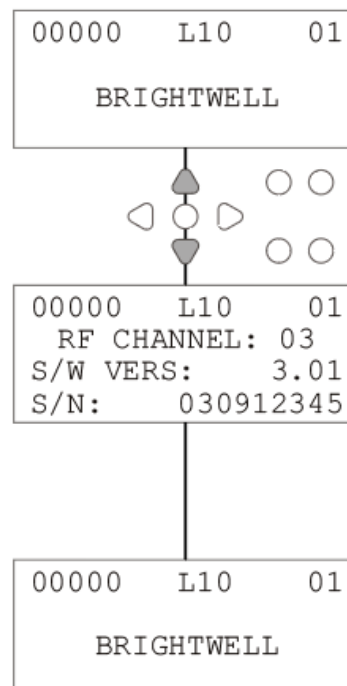 00000 L10 01
BRIGHTWELL
00000 L10 01
RF CHANNEL: 03
S/W VERS: 3.01
S/N: 030912345
00000 L10 01
BRIGHTWELL